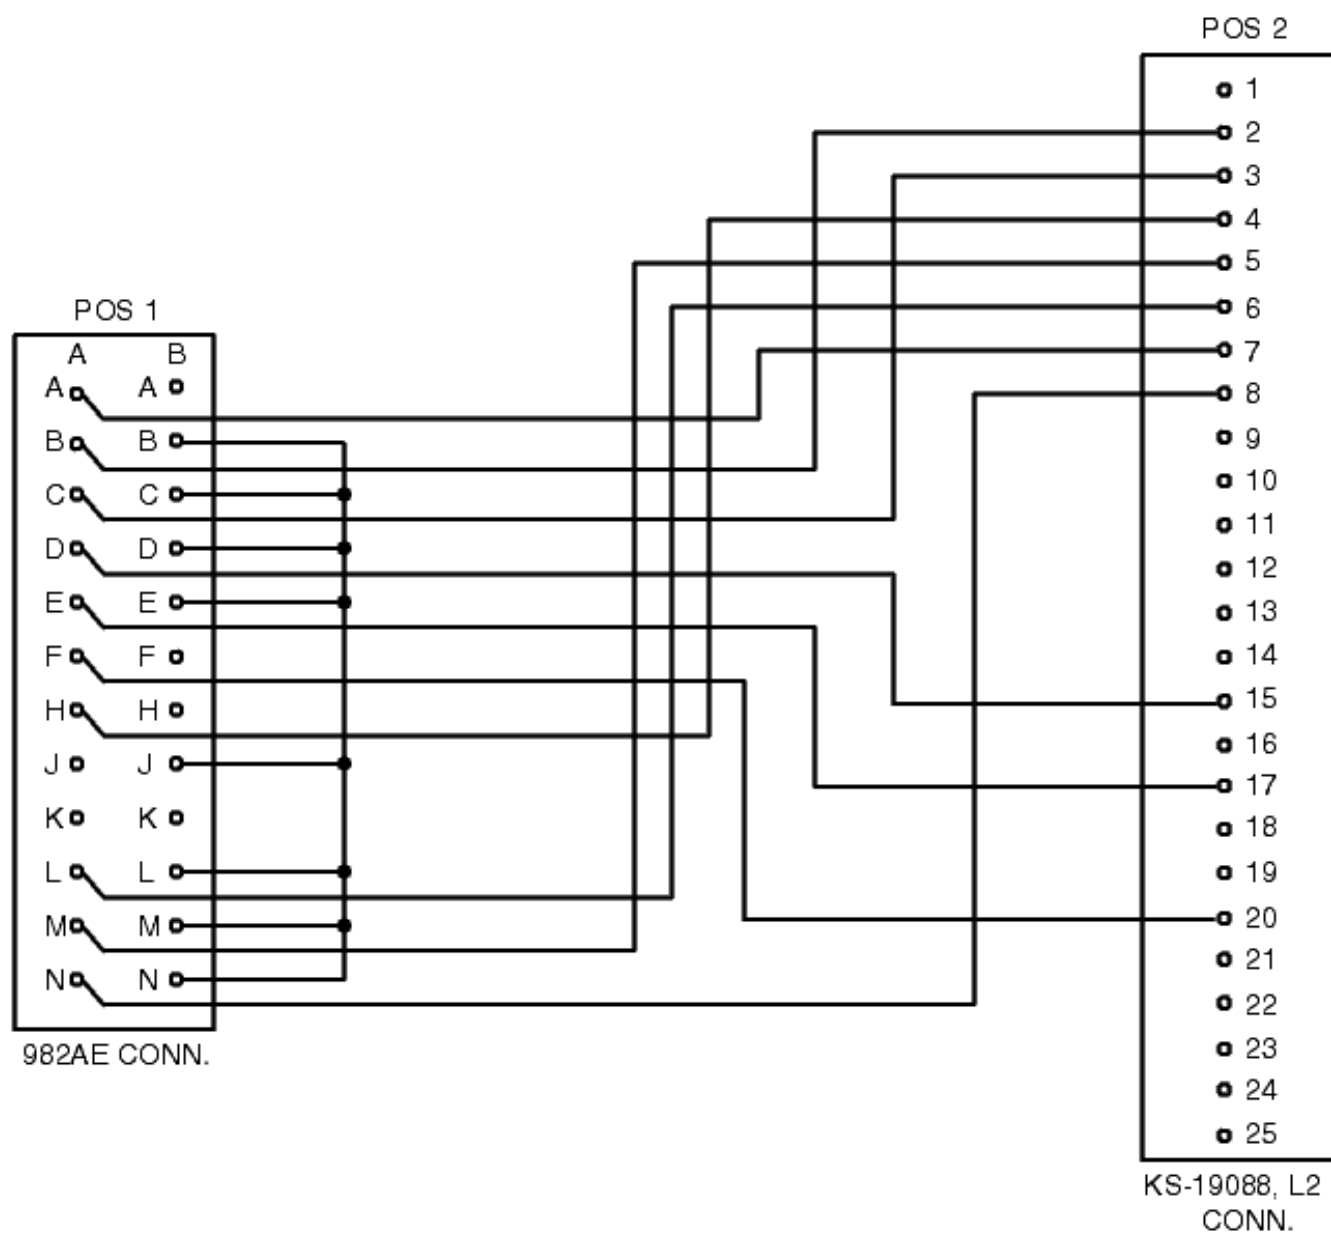 POS 2
1
2
3
4
5
6
7
8
9
10
11
12
13
14
15
16
17
18
19
20
21
22
23
24
25
KS-19088, L2
CONN.
POS 1
A B
A A
B B
C C
D D
E E
F F
H H
J J
K K
L L
M M
N N
982AE CONN.